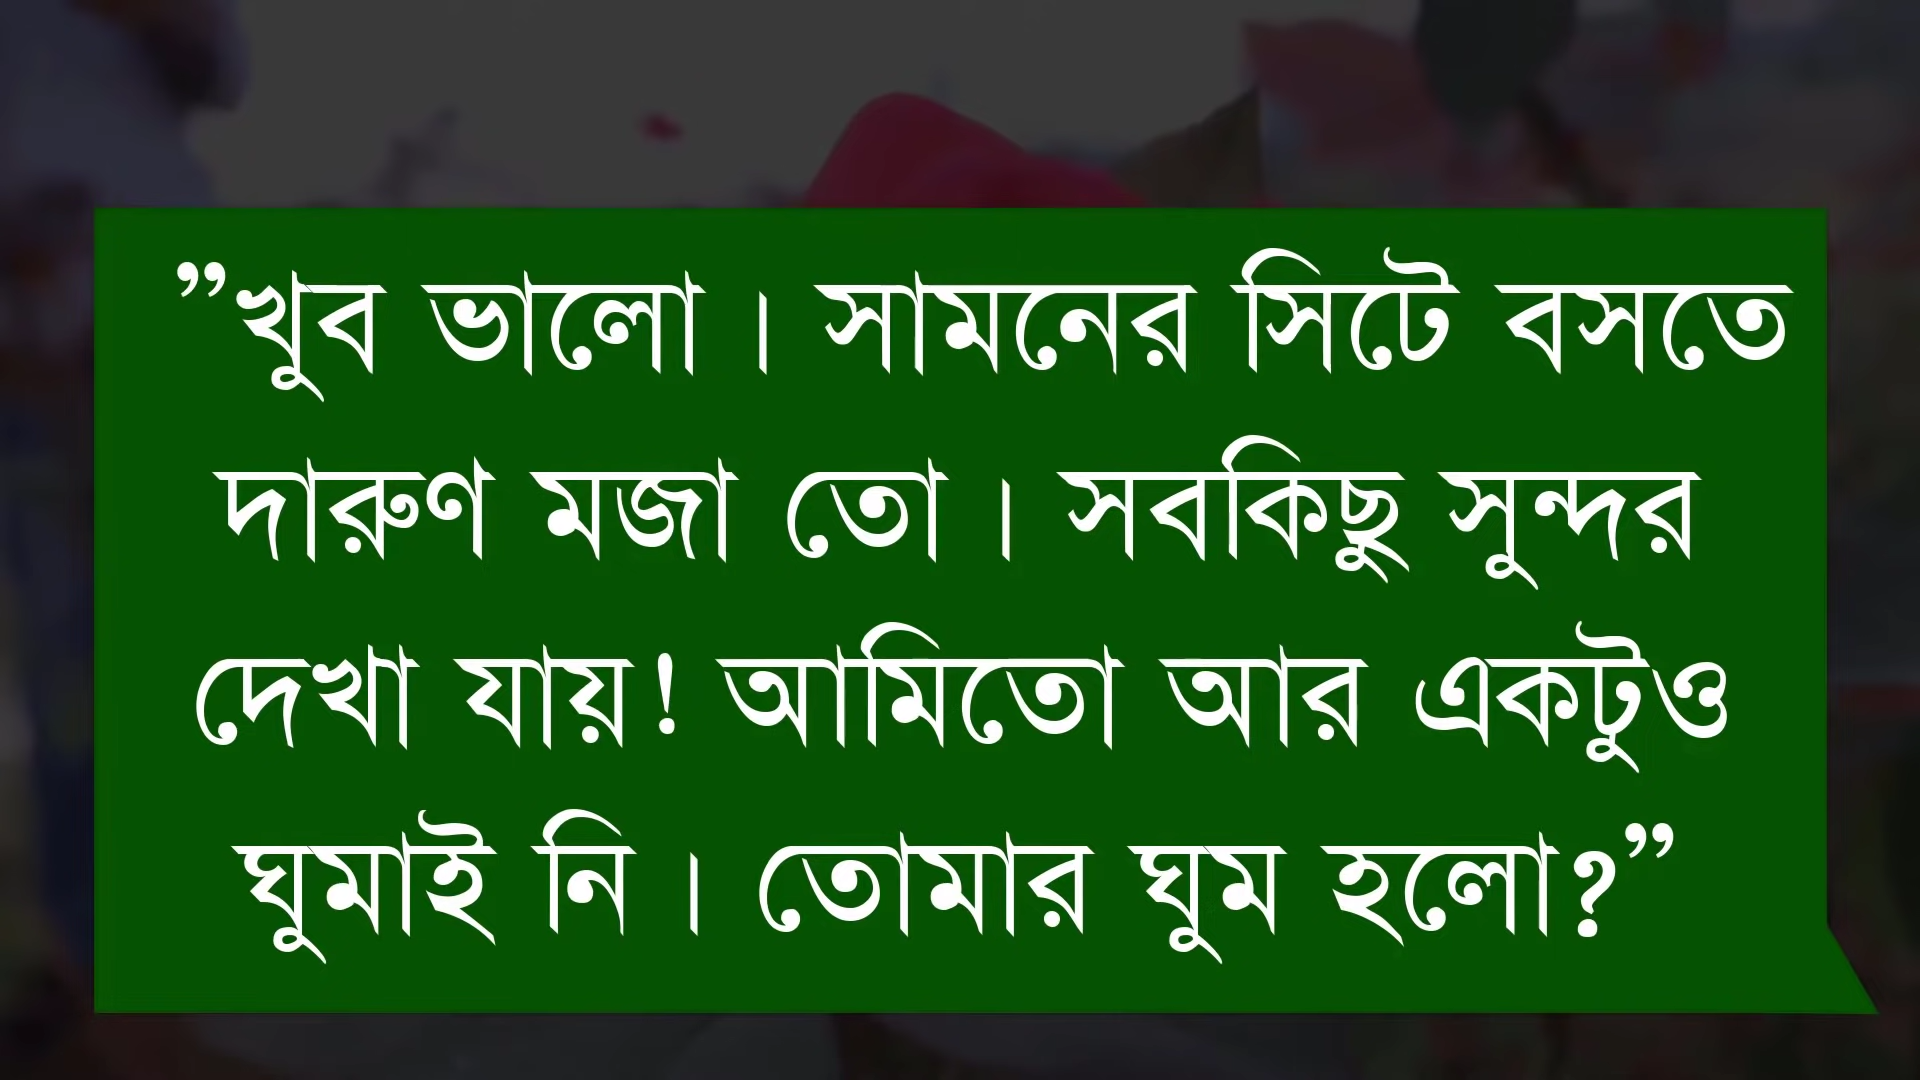 ”খুব ভালো । সামনের সিটে বসতে
দারুণ মজা তো । সবকিছু সুন্দর
দেখা যায়! আমিতো আর একটুও
ঘুমাই নি । তোমার ঘুম হলো?”